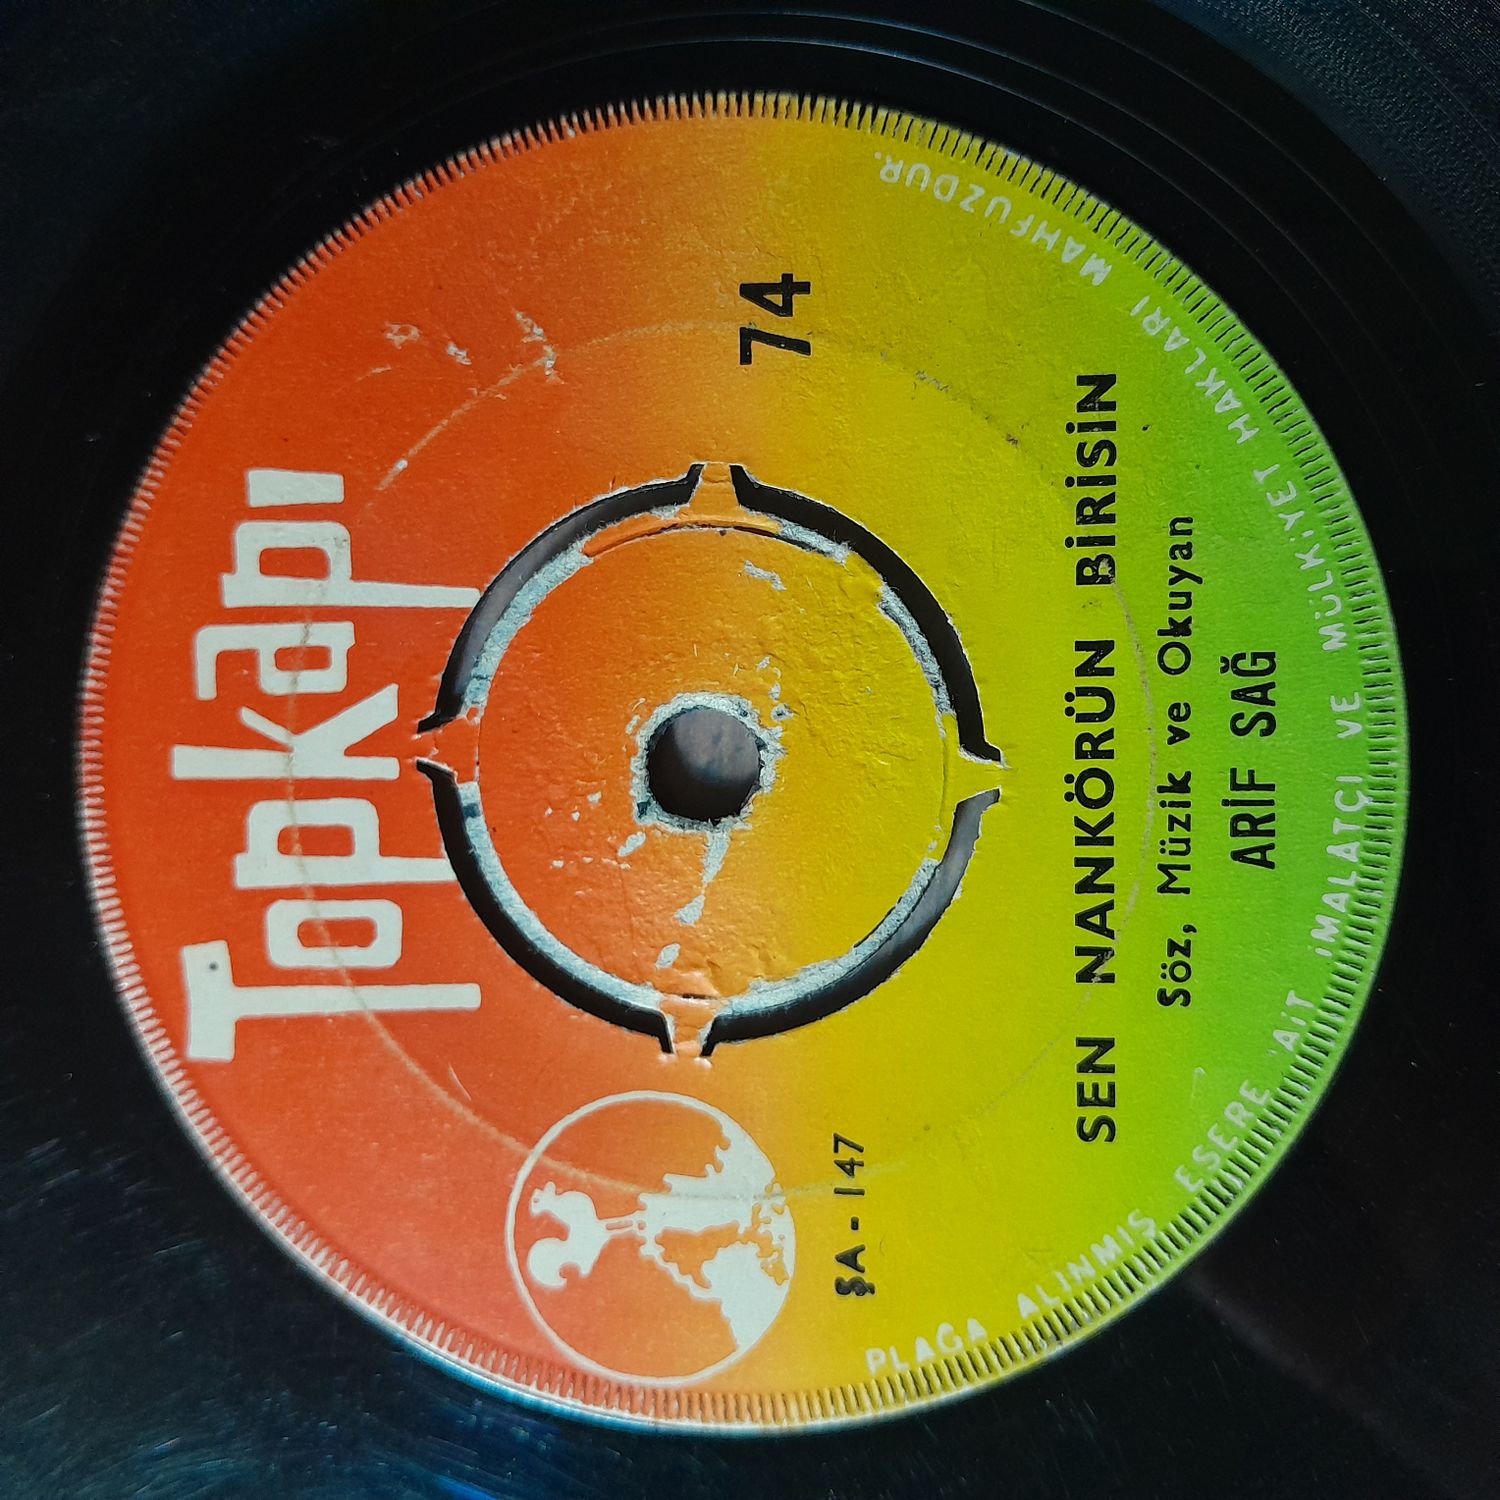 Topkapı
74
ŞA-147
SEN NANKÖRÜN BİRİSİN
Söz, Müzik ve Okuyan
ARİF SAĞ
PLAĞA ALINMIŞ ESERE AİT İMALATÇI VE MÜLKİYET HAKLARI MAHFUZDUR.